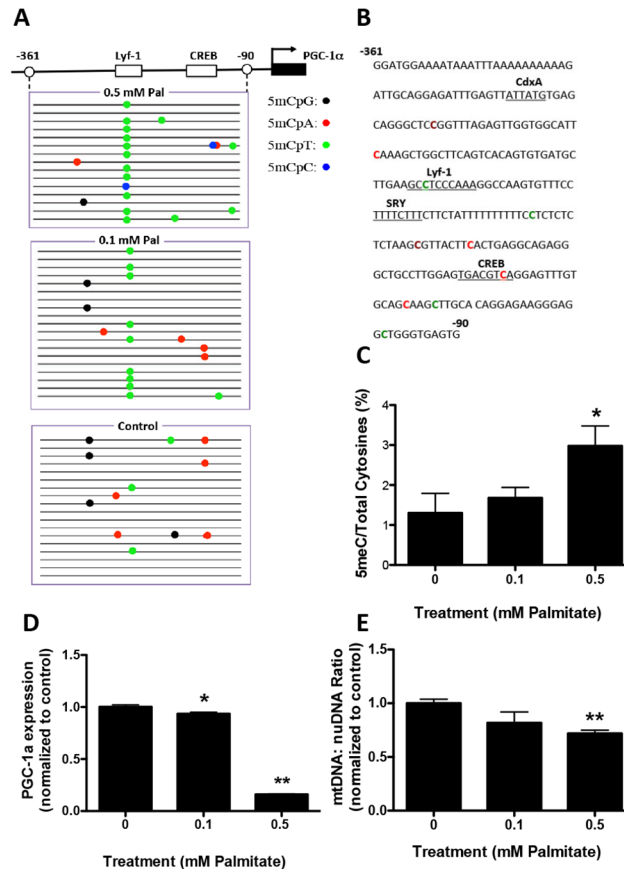 A
-361
Lyf-1
CREB
-90
PGC-1α
0.5 mM Pal
5mCpG:
5mCpA:
5mCpT:
5mCpC:
0.1 mM Pal
Control
B
-361
GGATGGAAAATAAATTTAAAAAAAAAAG
CdxA
ATTGCAGGAGATTTGAGTTATTATGTGAG
CAGGGCTCCGGTTTAGAGTTGGTGGCATT
CAAAGCTGGCTTCAGTCACAGTGTGATGC
Lyf-1
TTGAAGCCTCCCAAAGGCCAAGTGTTTCC
SRY
TTTTCTTTCTTCTATTTTTTTTTTCCTCTCTC
TCTAAGCGTTACTTCACTGAGGCAGAGG
CREB
GCTGCCTTGGAGTGACGTCAGGAGTTTGT
GCAGCAAGCTTGCA CAGGAGAAGGGAG
GCTGGGTGAGTG
-90
C
5meC/Total Cytosines (%)
4
3
2
1
0
*
0 0.1 0.5
Treatment (mM Palmitate)
D
PGC-1a expression
(normalized to control)
1.5
1.0
0.5
0.0
*
**
0 0.1 0.5
Treatment (mM Palmitate)
E
mtDNA: nuDNA Ratio
(normalized to control)
1.5
1.0
0.5
0.0
**
0 0.1 0.5
Treatment (mM Palmitate)